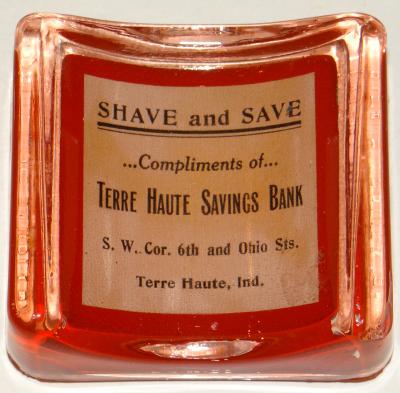 SHAVE and SAVE
...Compliments of...
TERRE HAUTE SAVINGS BANK
S. W. Cor. 6th and Ohio Sts.
Terre Haute, Ind.